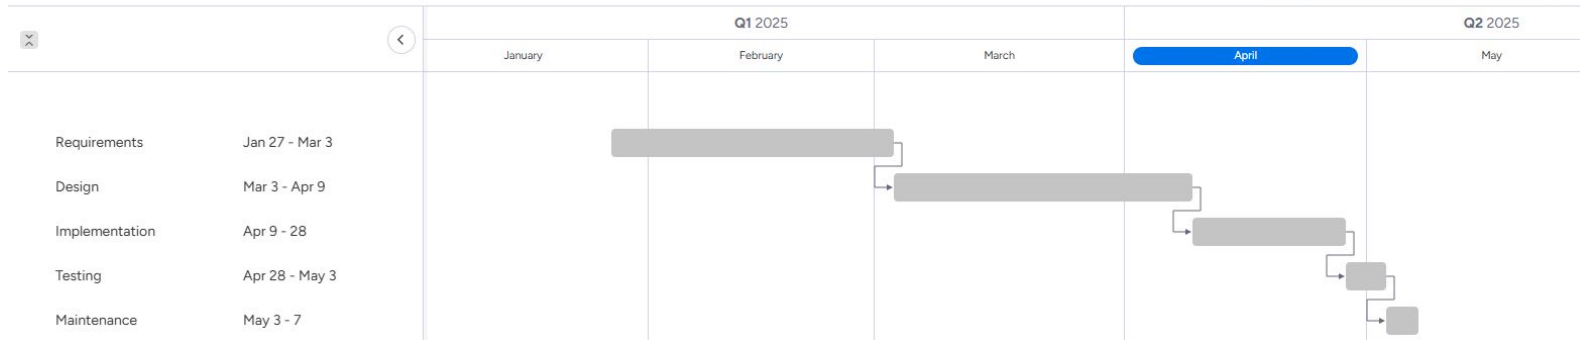 Q1 2025 Q2 2025
January February March April May
Requirements Jan 27 - Mar 3
Design Mar 3 - Apr 9
Implementation Apr 9 - 28
Testing Apr 28 - May 3
Maintenance May 3 - 7